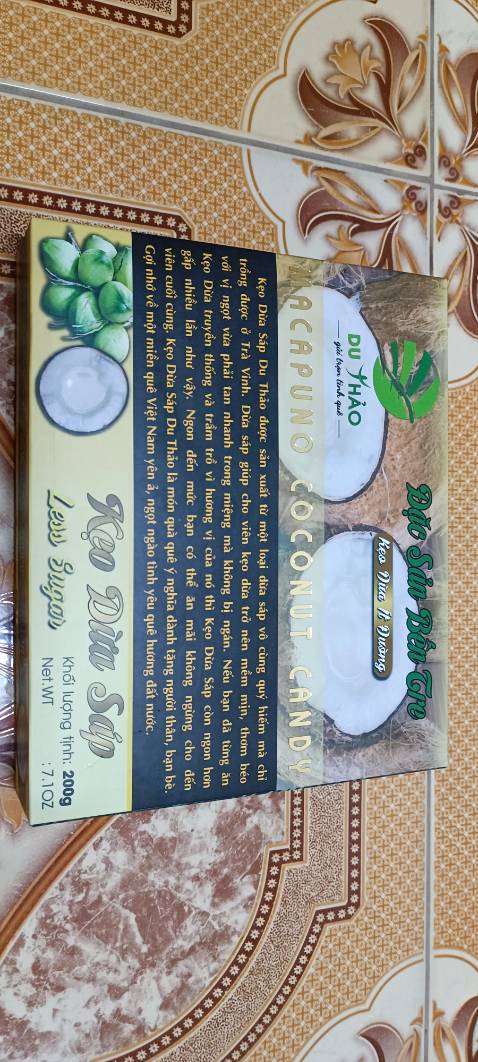 Đặc Sản Bến Tre
Kẹo Dừa Ít Đường
DU THẢO
gửi trọn tình quê
MACAPUNO COCONUT CANDY
Kẹo Dừa Sáp Du Thảo được sản xuất từ một loại dừa sáp vô cùng quý hiếm mà chỉ
trồng được ở Trà Vinh. Dừa sáp giúp cho viên kẹo dừa trở nên mềm mịn, thơm béo
với vị ngọt vừa phải tan nhanh trong miệng mà không bị ngán. Nếu bạn đã từng ăn
Kẹo Dừa truyền thống và trầm trồ vì hương vị của nó thì Kẹo Dừa Sáp còn ngon hơn
gấp nhiều lần như vậy. Ngon đến mức bạn có thể ăn mãi không ngừng cho đến
viên cuối cùng. Kẹo Dừa Sáp Du Thảo là món quà quê ý nghĩa dành tặng người thân, bạn bè.
Gợi nhớ về một miền quê Việt Nam yên ả, ngọt ngào tình yêu quê hương đất nước.
Kẹo Dừa Sáp
Less Sugar
Khối lượng tịnh: 200g
Net.WT : 7.1OZ